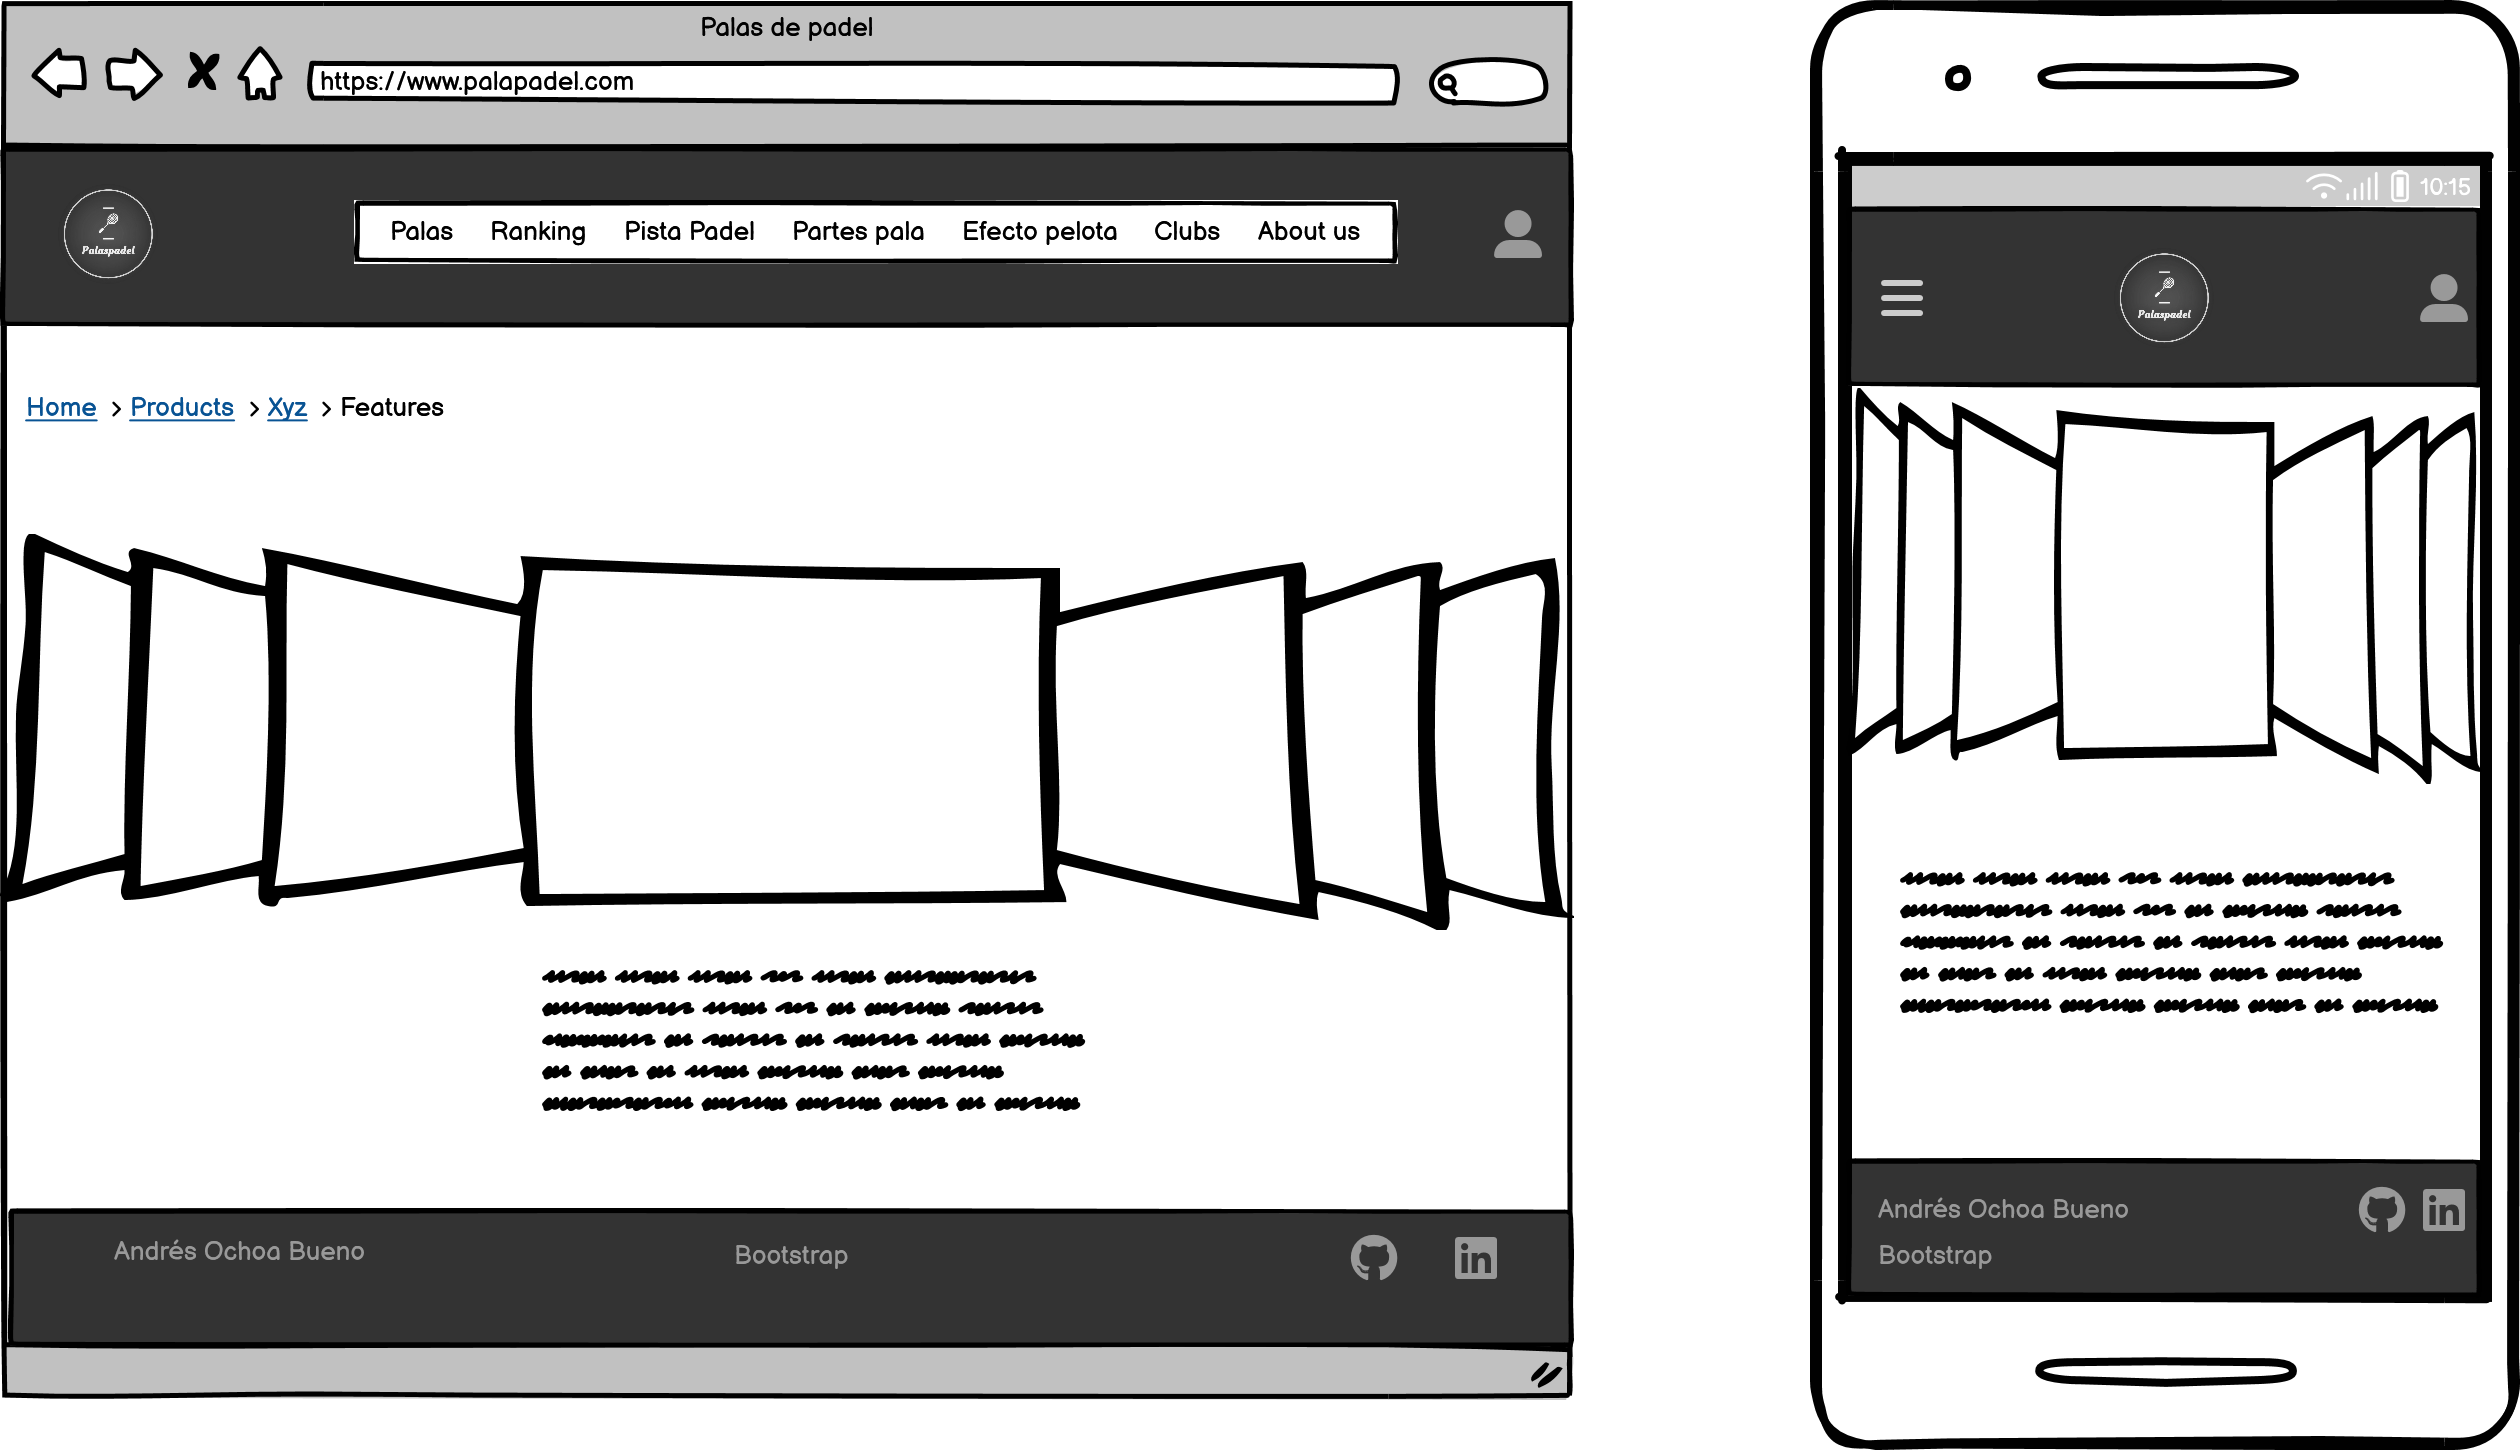 Palas de padel
https://www.palapadel.com
Palaspadel
Palas Ranking Pista Padel Partes pala Efecto pelota Clubs About us
Home > Products > Xyz > Features
Andrés Ochoa Bueno
Bootstrap
10:15
Palaspadel
Andrés Ochoa Bueno
Bootstrap